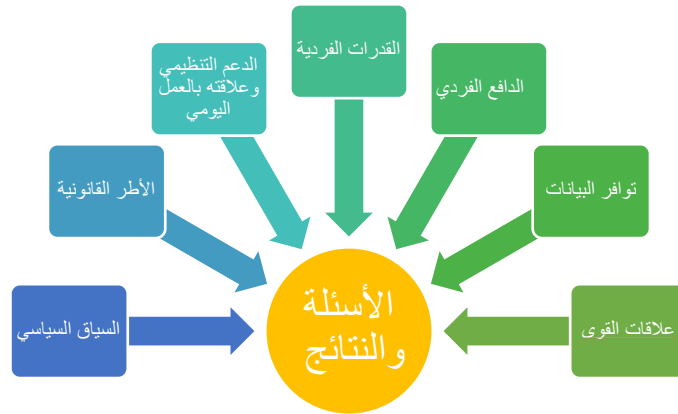 القدرات الفردية
الدعم التنظيمي
وعلاقته بالعمل
اليومي
الدافع الفردي
الأطر القانونية
توافر البيانات
السياق السياسي
علاقات القوى
الأسئلة
والنتائج